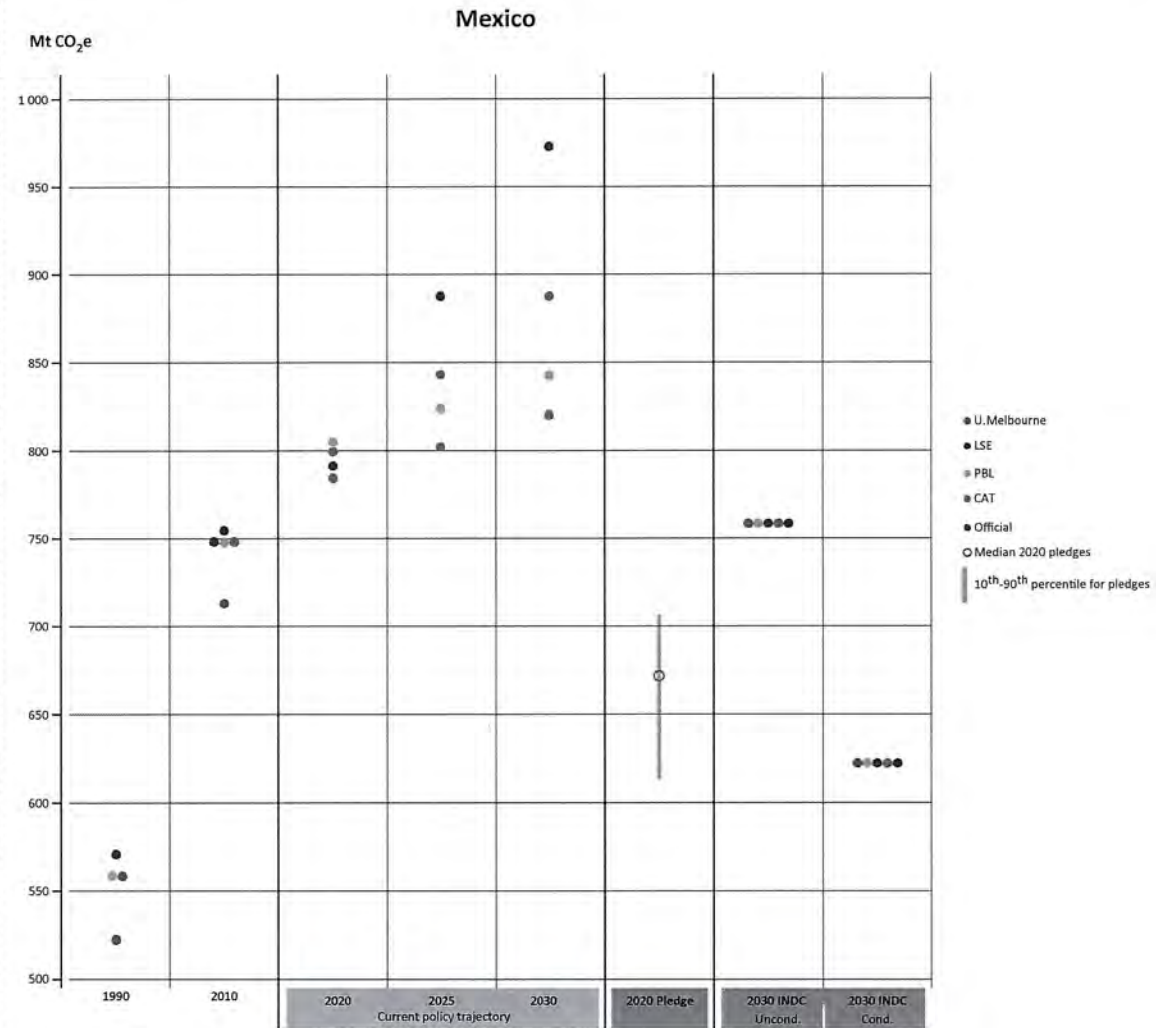 Mexico
Mt CO₂e
1 000
950
900
850
800
750
700
650
600
550
500
1990
2010
2020
2025
2030
Current policy trajectory
2020 Pledge
2030 INDC
Uncond.
2030 INDC
Cond.
U.Melbourne
LSE
PBL
CAT
Official
Median 2020 pledges
10th-90th percentile for pledges